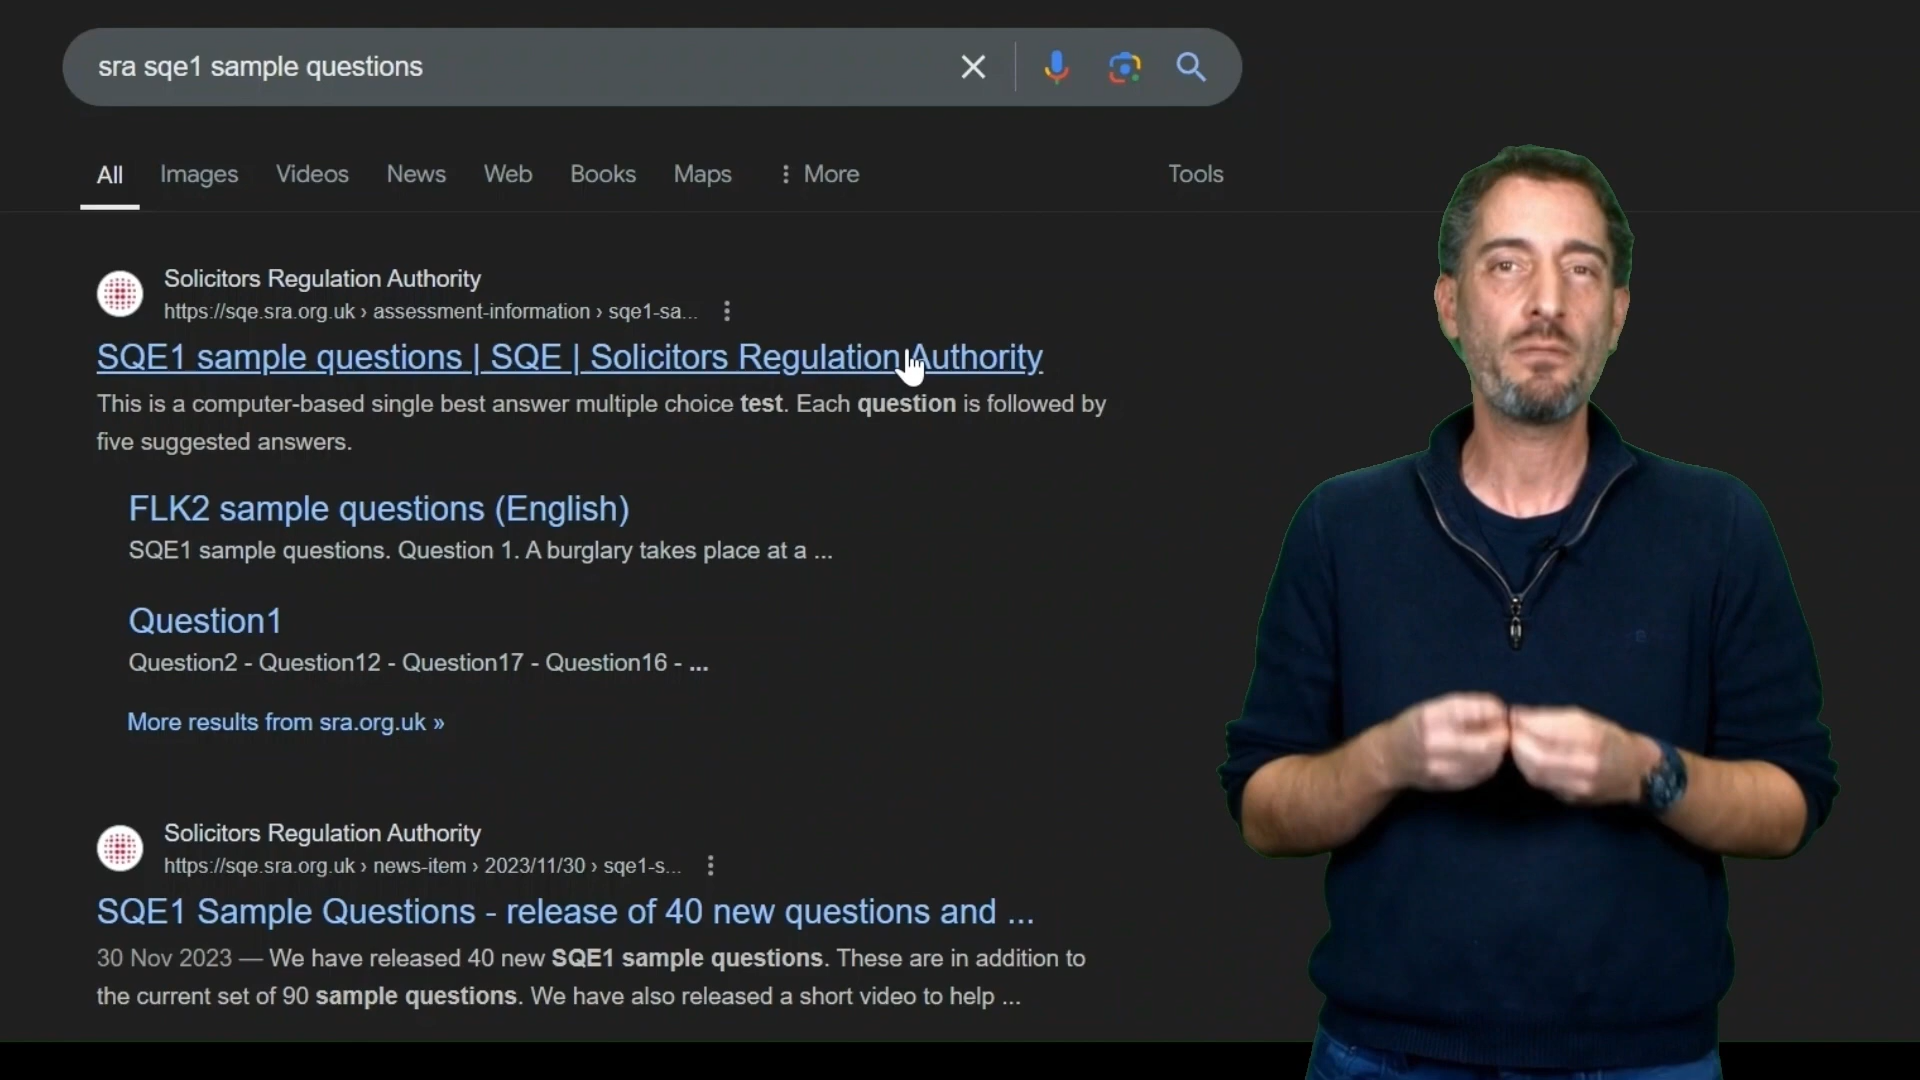 sra sqe1 sample questions
All Images Videos News Web Books Maps More Tools
Solicitors Regulation Authority
https://sqe.sra.org.uk › assessment-information › sqe1-sa...
SQE1 sample questions | SQE | Solicitors Regulation Authority
This is a computer-based single best answer multiple choice test. Each question is followed by
five suggested answers.
FLK2 sample questions (English)
SQE1 sample questions. Question 1. A burglary takes place at a ...
Question1
Question2 - Question12 - Question17 - Question16 - ...
More results from sra.org.uk »
Solicitors Regulation Authority
https://sqe.sra.org.uk › news-item › 2023/11/30 › sqe1-s...
SQE1 Sample Questions - release of 40 new questions and ...
30 Nov 2023 — We have released 40 new SQE1 sample questions. These are in addition to
the current set of 90 sample questions. We have also released a short video to help ...